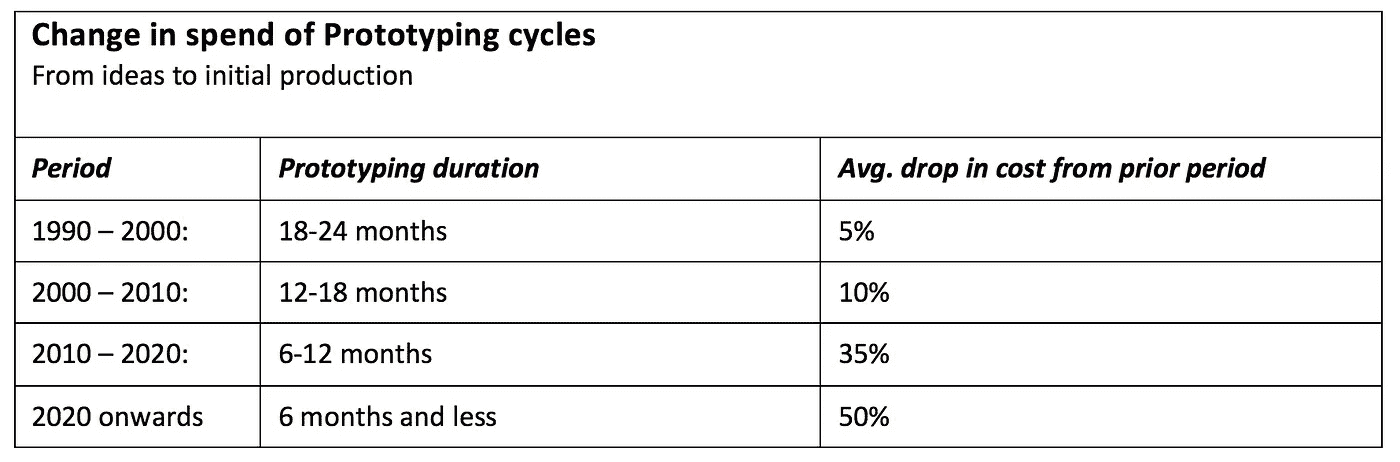 Change in spend of Prototyping cycles
From ideas to initial production
Period Prototyping duration Avg. drop in cost from prior period
1990 – 2000: 18-24 months 5%
2000 – 2010: 12-18 months 10%
2010 – 2020: 6-12 months 35%
2020 onwards 6 months and less 50%